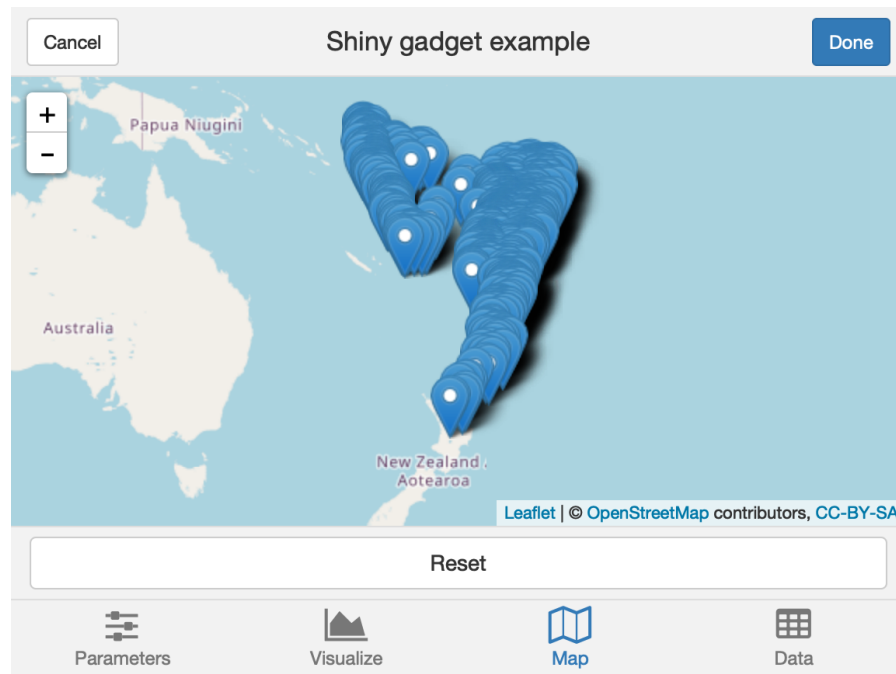 Cancel
Shiny gadget example
Done
+
−
Papua Niugini
Australia
New Zealand /
Aotearoa
Leaflet | © OpenStreetMap contributors, CC-BY-SA
Reset
Parameters
Visualize
Map
Data